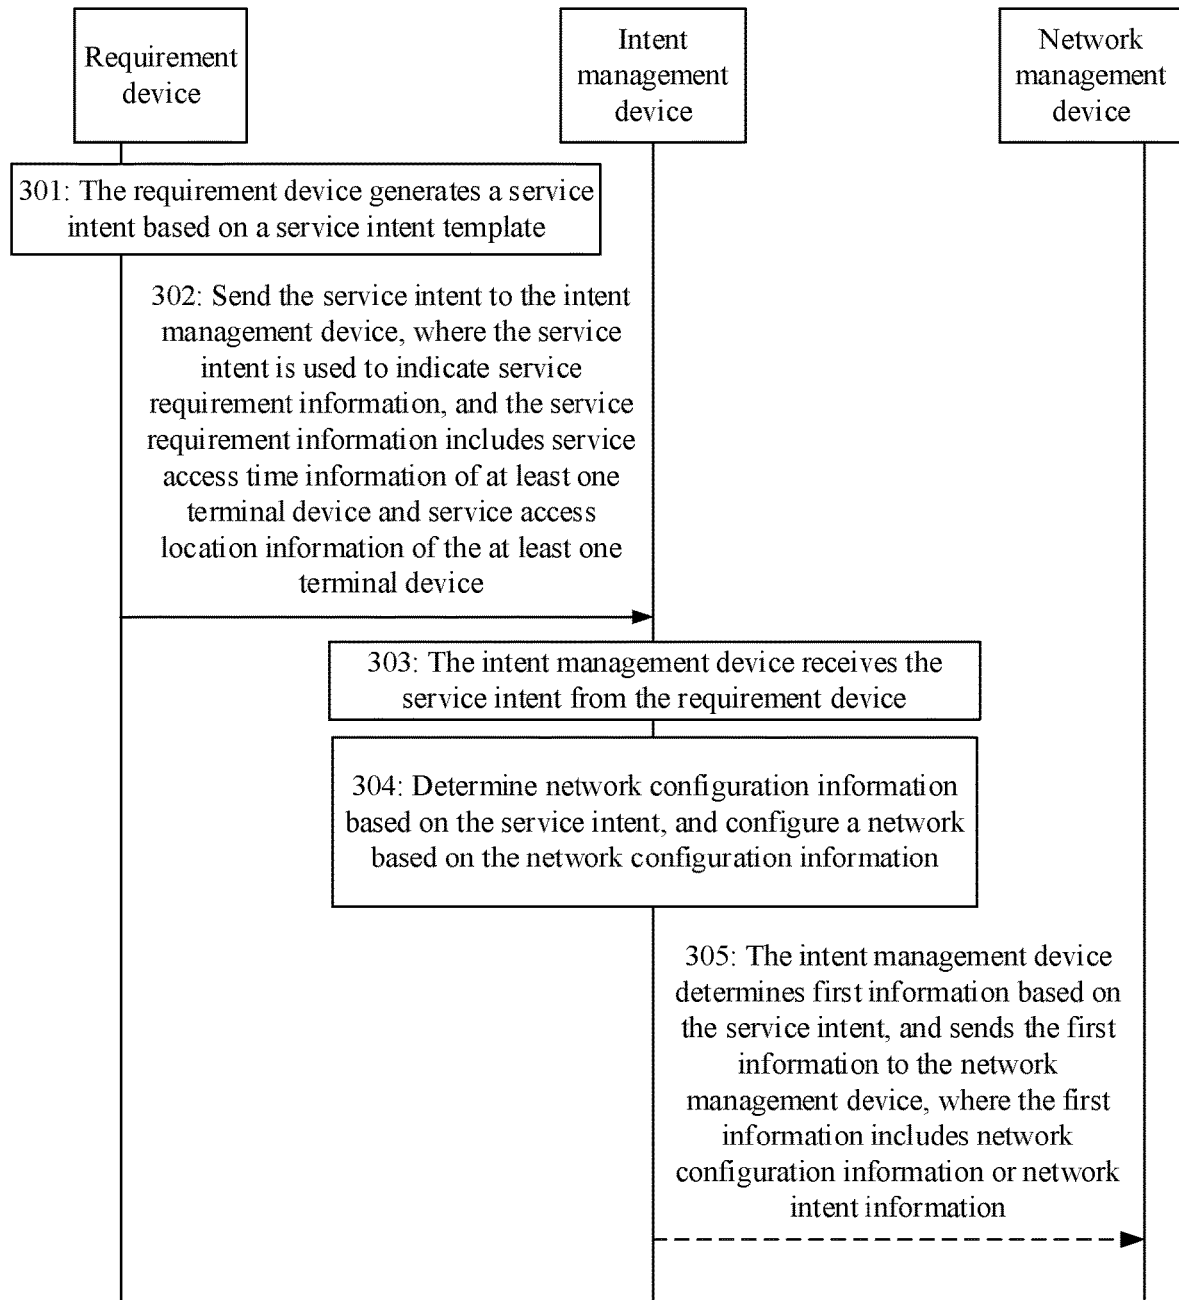 Requirement
device
Intent
management
device
Network
management
device
301: The requirement device generates a service
intent based on a service intent template
302: Send the service intent to the intent
management device, where the service
intent is used to indicate service
requirement information, and the service
requirement information includes service
access time information of at least one
terminal device and service access
location information of the at least one
terminal device
303: The intent management device receives the
service intent from the requirement device
304: Determine network configuration information
based on the service intent, and configure a network
based on the network configuration information
305: The intent management device
determines first information based on
the service intent, and sends the first
information to the network
management device, where the first
information includes network
configuration information or network
intent information